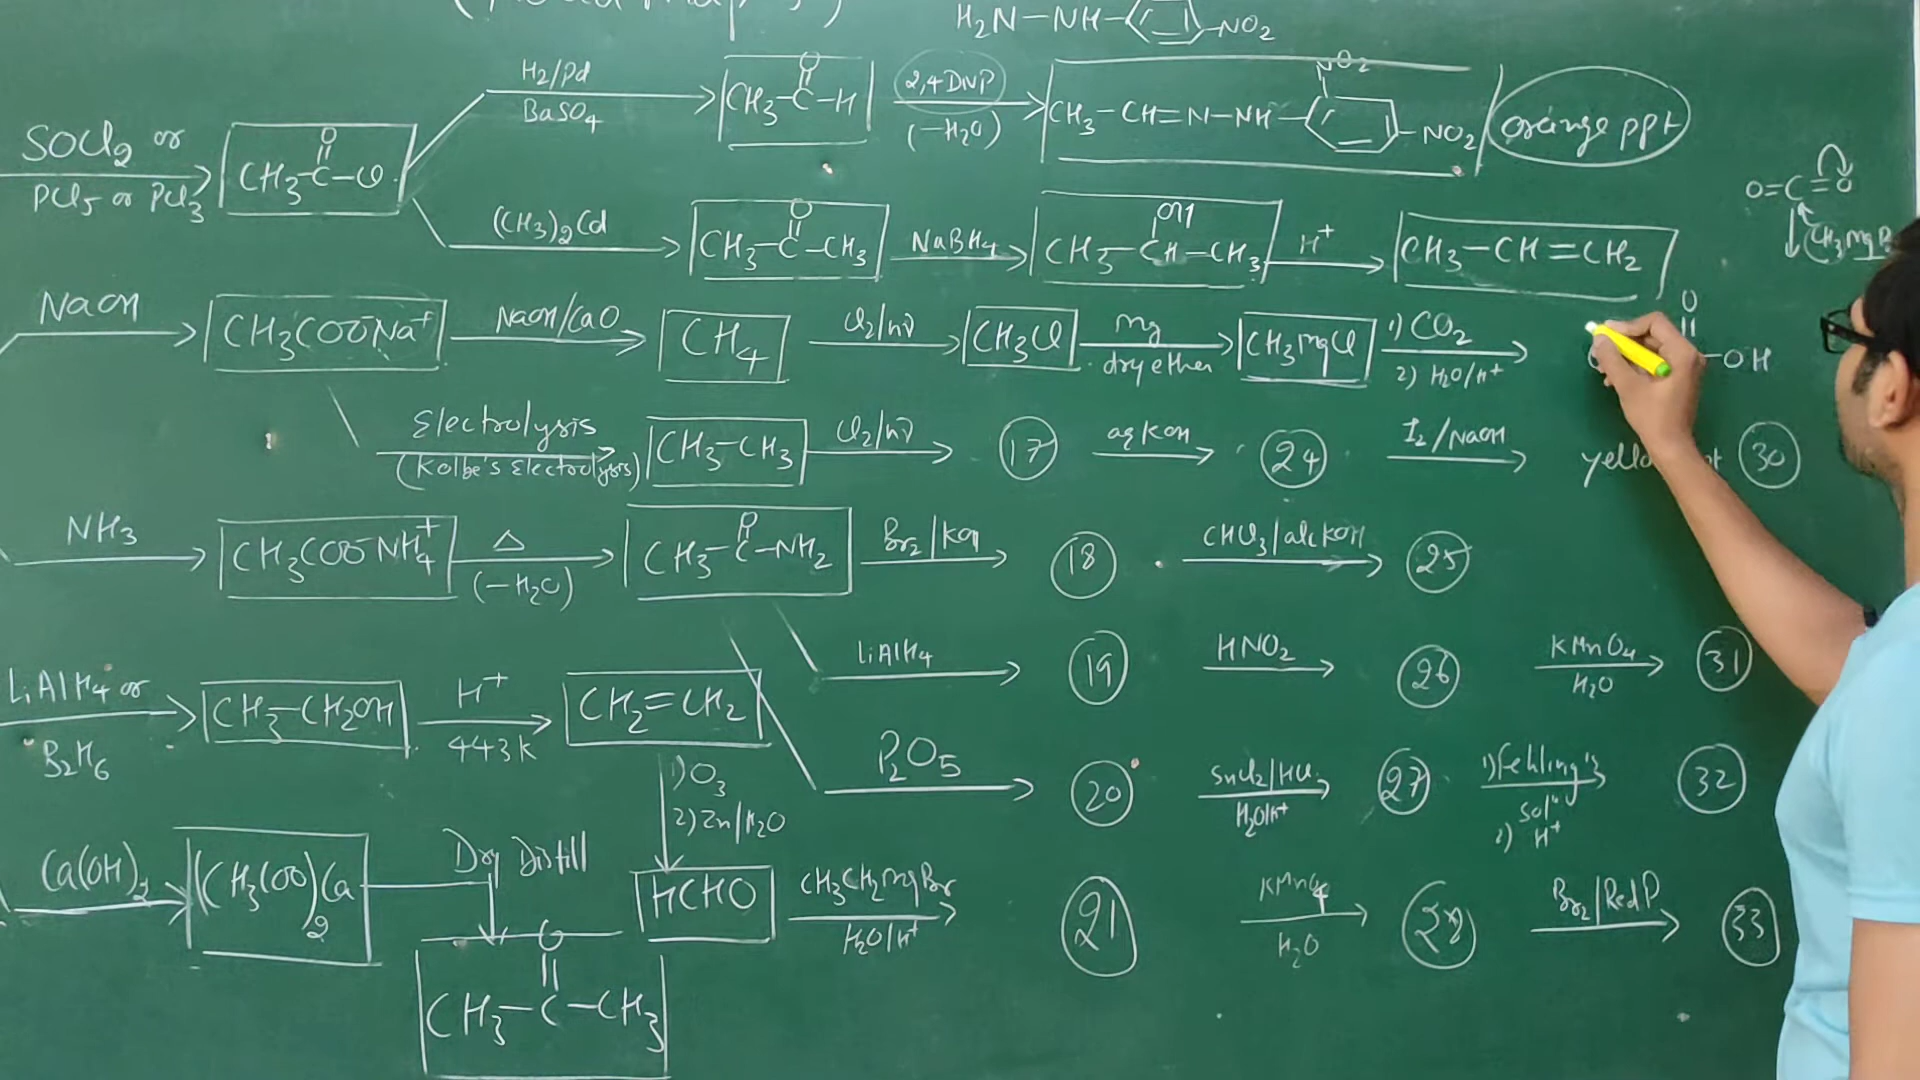 H2N-NH- -NO2
SOCl2 or
PCl5 or PCl3
O
CH3-C-Cl
H2/Pd
BaSO4
O
CH3-C-H
2,4 DNP
(-H2O)
NO2
CH3-CH=N-NH- -NO2
orange ppt
O=C=O
(CH3)2Cd
O
CH3-C-CH3
NaBH4
OH
CH3-CH-CH3
H+
CH3-CH=CH2
NaOH
CH3COO-Na+
NaOH/CaO
CH4
Cl2/hν
CH3Cl
Mg
dry ether
CH3MgCl
1) CO2
2) H2O/H+
O
-OH
Electrolysis
(Kolbe's Electrolysis)
CH3-CH3
Cl2/hν
17
aq KOH
24
I2/NaOH
30
NH3
CH3COO-NH4+
Δ
(-H2O)
O
CH3-C-NH2
Br2/KOH
18
CHCl3/alc KOH
25
LiAlH4
19
HNO2
26
KMnO4
H2O
31
LiAlH4 or
B2H6
CH3-CH2OH
H+
443K
CH2=CH2
P2O5
20
SnCl2/HCl
H2O/H+
27
1) Fehling's
soln
2) H+
32
1) O3
2) Zn/H2O
Ca(OH)2
(CH3COO)2Ca
Dry Distill
O
CH3-C-CH3
HCHO
CH3CH2MgBr
H2O/H+
21
KMnO4
H2O
28
Br2/Red P
33